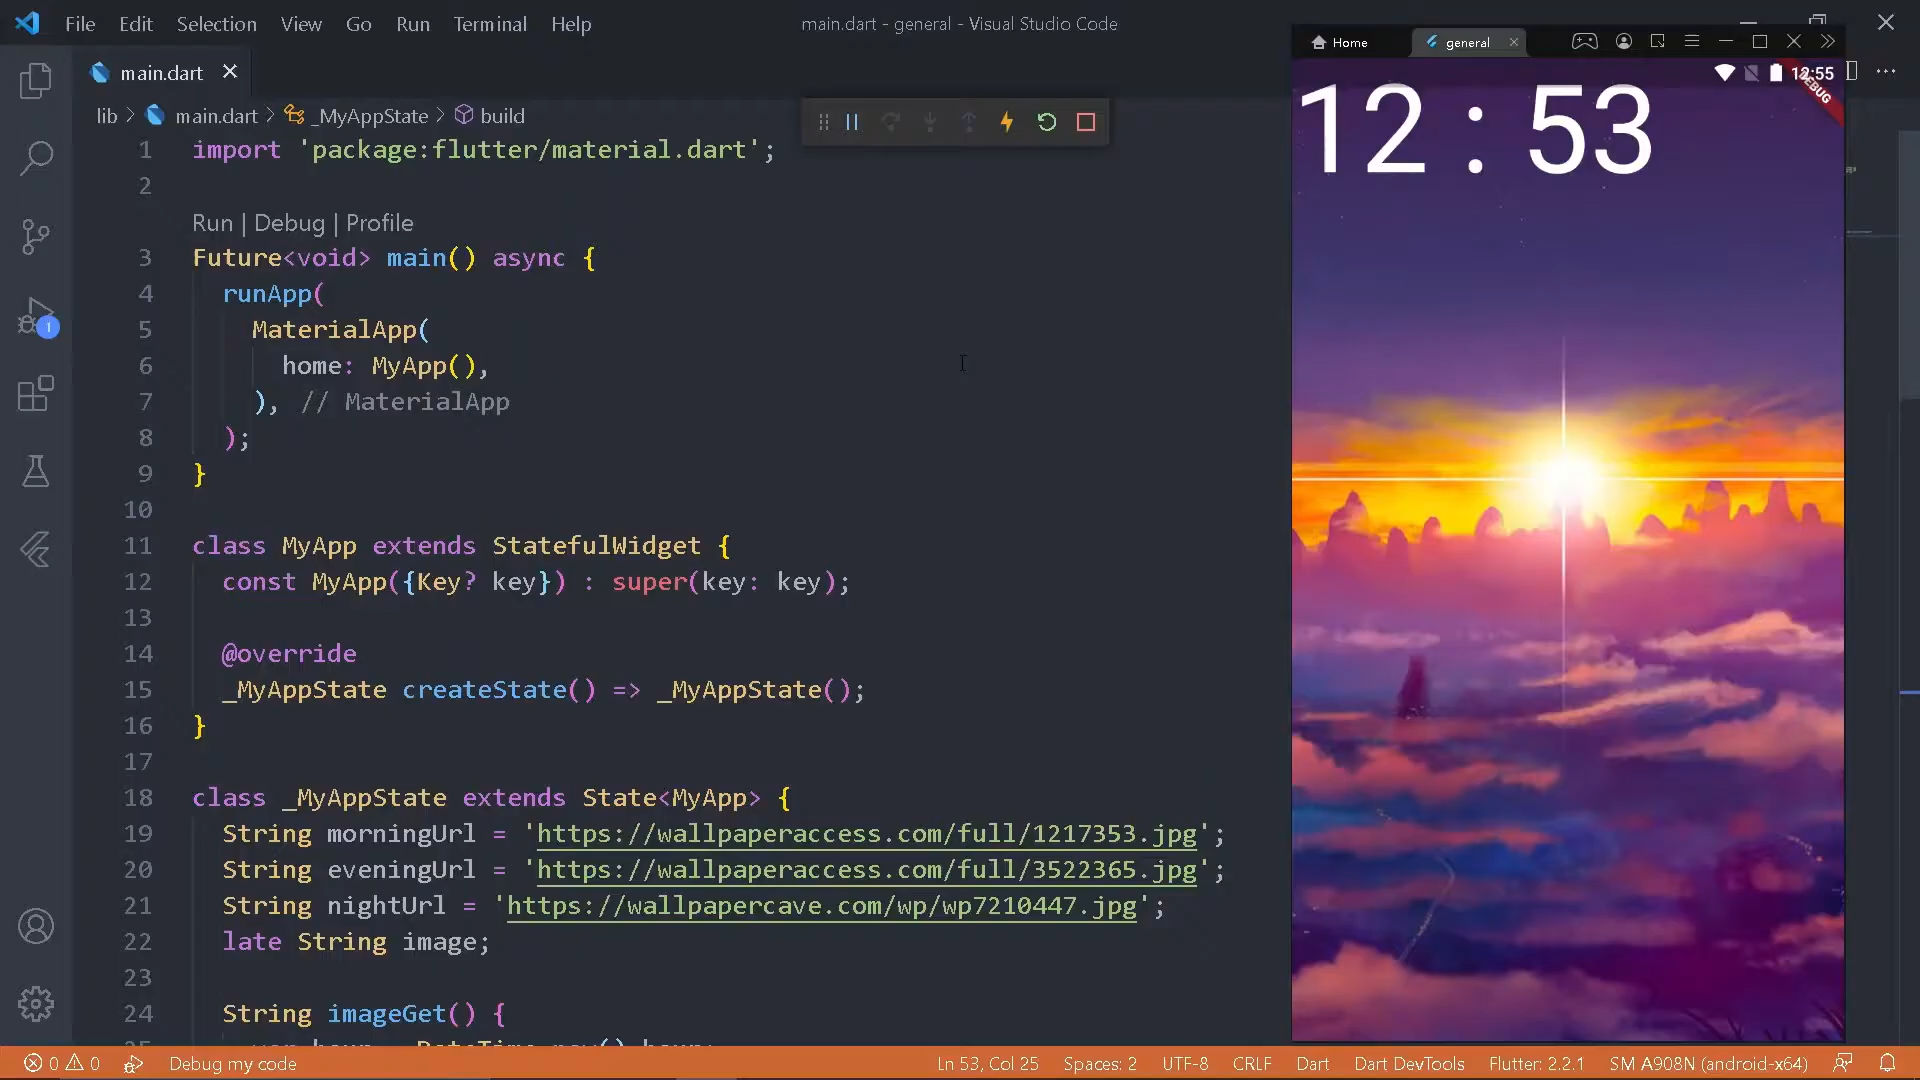 File Edit Selection View Go Run Terminal Help
main.dart - general - Visual Studio Code
main.dart
lib > main.dart > _MyAppState > build
1 import 'package:flutter/material.dart';
2
Run | Debug | Profile
3 Future<void> main() async {
4 runApp(
5 MaterialApp(
6 home: MyApp(),
7 ), // MaterialApp
8 );
9 }
10
11 class MyApp extends StatefulWidget {
12 const MyApp({Key? key}) : super(key: key);
13
14 @override
15 _MyAppState createState() => _MyAppState();
16 }
17
18 class _MyAppState extends State<MyApp> {
19 String morningUrl = 'https://wallpaperaccess.com/full/1217353.jpg';
20 String eveningUrl = 'https://wallpaperaccess.com/full/3522365.jpg';
21 String nightUrl = 'https://wallpapercave.com/wp/wp7210447.jpg';
22 late String image;
23
24 String imageGet() {
Home general
12:55
DEBUG
12 : 53
1
0 0 Debug my code Ln 53, Col 25 Spaces: 2 UTF-8 CRLF Dart Dart DevTools Flutter: 2.2.1 SM A908N (android-x64)